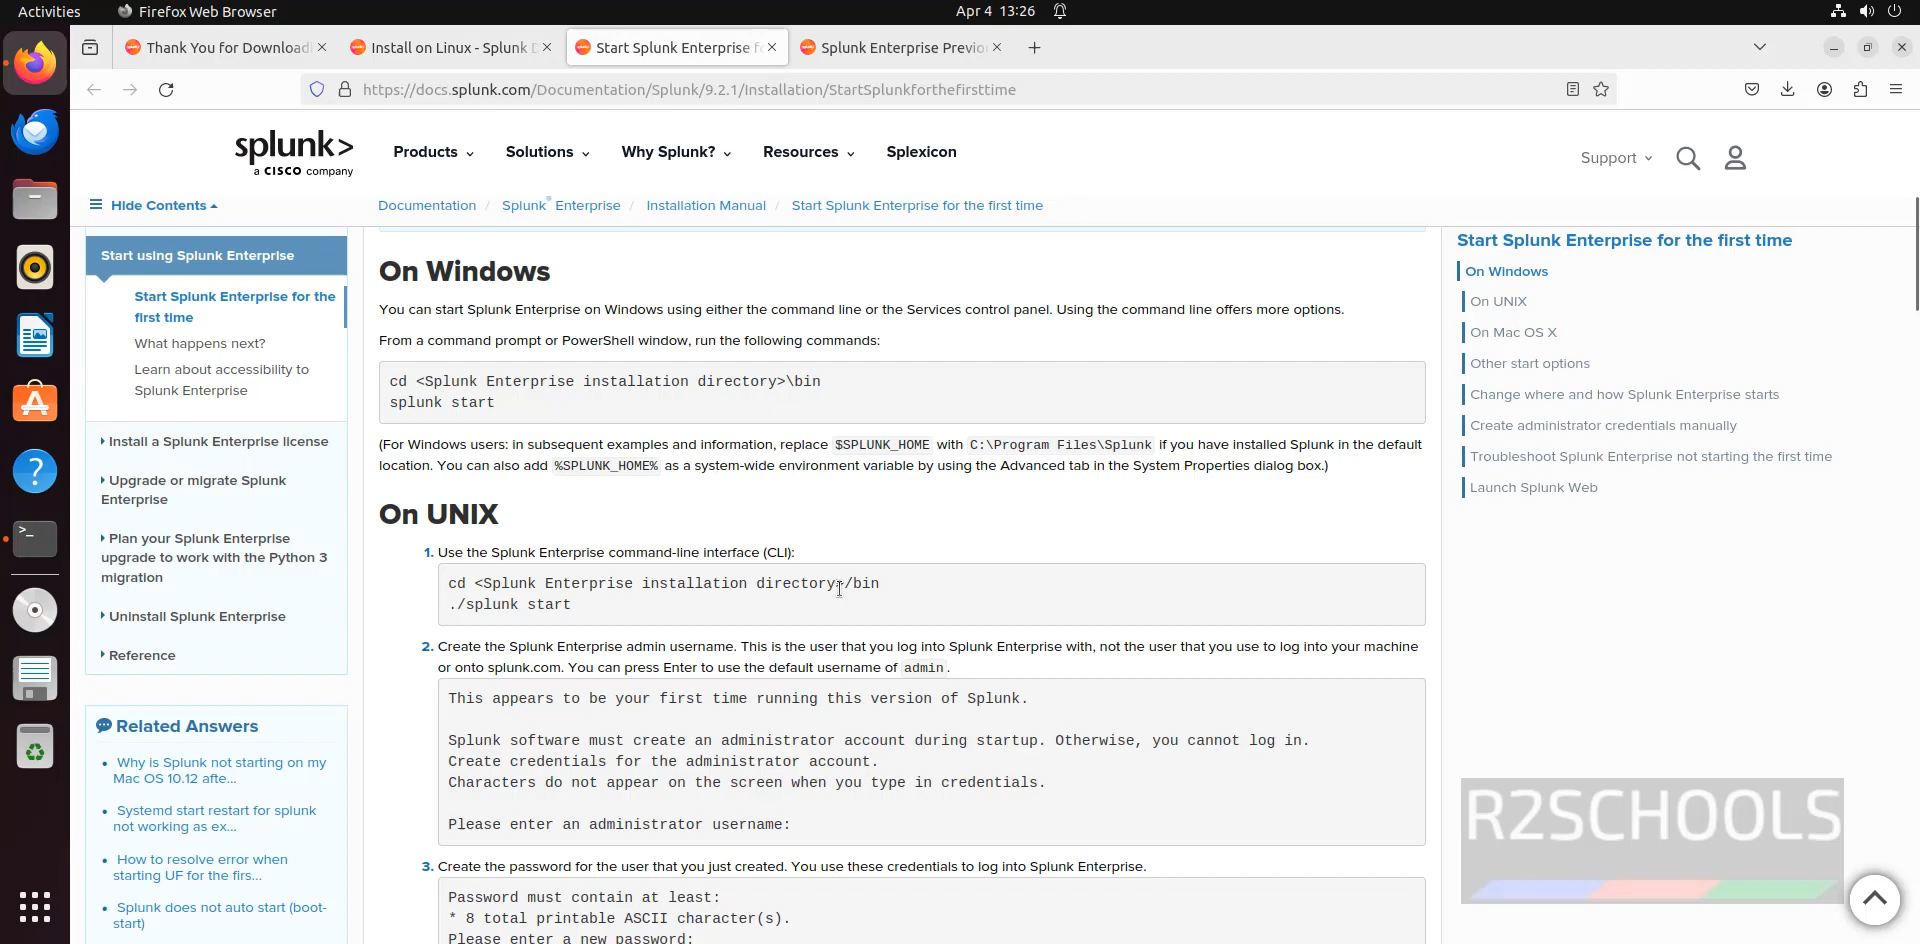 Activities
Firefox Web Browser
Apr 4 13:26
Thank You for Download
Install on Linux - Splunk D
Start Splunk Enterprise f
Splunk Enterprise Previo
https://docs.splunk.com/Documentation/Splunk/9.2.1/Installation/StartSplunkforthefirsttime
splunk>
a CISCO company
Products
Solutions
Why Splunk?
Resources
Splexicon
Support
Hide Contents
Documentation / Splunk® Enterprise / Installation Manual / Start Splunk Enterprise for the first time
Start using Splunk Enterprise
Start Splunk Enterprise for the
first time
What happens next?
Learn about accessibility to
Splunk Enterprise
Install a Splunk Enterprise license
Upgrade or migrate Splunk
Enterprise
Plan your Splunk Enterprise
upgrade to work with the Python 3
migration
Uninstall Splunk Enterprise
Reference
Related Answers
• Why is Splunk not starting on my
Mac OS 10.12 afte...
• Systemd start restart for splunk
not working as ex...
• How to resolve error when
starting UF for the firs...
• Splunk does not auto start (boot-
start)
On Windows
You can start Splunk Enterprise on Windows using either the command line or the Services control panel. Using the command line offers more options.
From a command prompt or PowerShell window, run the following commands:
cd <Splunk Enterprise installation directory>\bin
splunk start
(For Windows users: in subsequent examples and information, replace $SPLUNK_HOME with C:\Program Files\Splunk if you have installed Splunk in the default
location. You can also add %SPLUNK_HOME% as a system-wide environment variable by using the Advanced tab in the System Properties dialog box.)
On UNIX
1. Use the Splunk Enterprise command-line interface (CLI):
cd <Splunk Enterprise installation directory>/bin
./splunk start
2. Create the Splunk Enterprise admin username. This is the user that you log into Splunk Enterprise with, not the user that you use to log into your machine
or onto splunk.com. You can press Enter to use the default username of admin.
This appears to be your first time running this version of Splunk.
Splunk software must create an administrator account during startup. Otherwise, you cannot log in.
Create credentials for the administrator account.
Characters do not appear on the screen when you type in credentials.
Please enter an administrator username:
3. Create the password for the user that you just created. You use these credentials to log into Splunk Enterprise.
Password must contain at least:
* 8 total printable ASCII character(s).
Please enter a new password:
Start Splunk Enterprise for the first time
On Windows
On UNIX
On Mac OS X
Other start options
Change where and how Splunk Enterprise starts
Create administrator credentials manually
Troubleshoot Splunk Enterprise not starting the first time
Launch Splunk Web
R2SCHOOLS